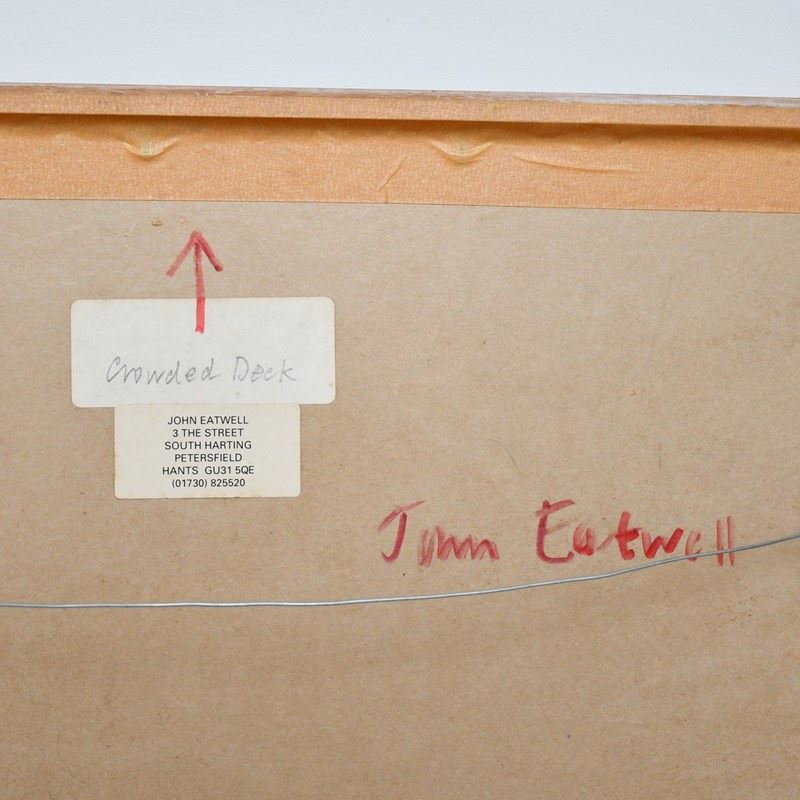 Crowded Deck
JOHN EATWELL
3 THE STREET
SOUTH HARTING
PETERSFIELD
HANTS GU31 5QE
(01730) 825520
John Eatwell